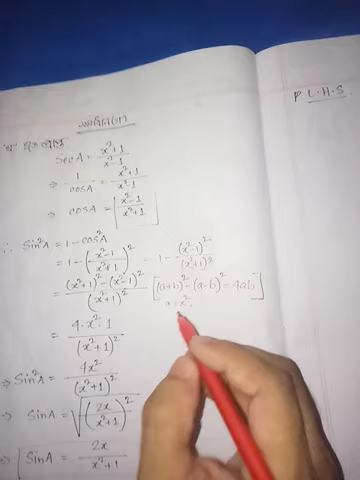 P L.H.S
সমাধান (গ)
'খ' হতে প্রাপ্ত
SecA = x²+1 / x²-1
⇒ 1 / cosA = x²+1 / x²-1
⇒ cosA = x²-1 / x²+1
∴ Sin²A = 1 - cos²A
= 1 - (x²-1 / x²+1)² = 1 - (x²-1)² / (x²+1)²
= (x²+1)² - (x²-1)² / (x²+1)² [(a+b)² - (a-b)² = 4ab]
a = x²,
= 4·x²·1 / (x²+1)²
⇒ Sin²A = 4x² / (x²+1)²
⇒ SinA = √(2x / x²+1)²
⇒ SinA = 2x / x²+1